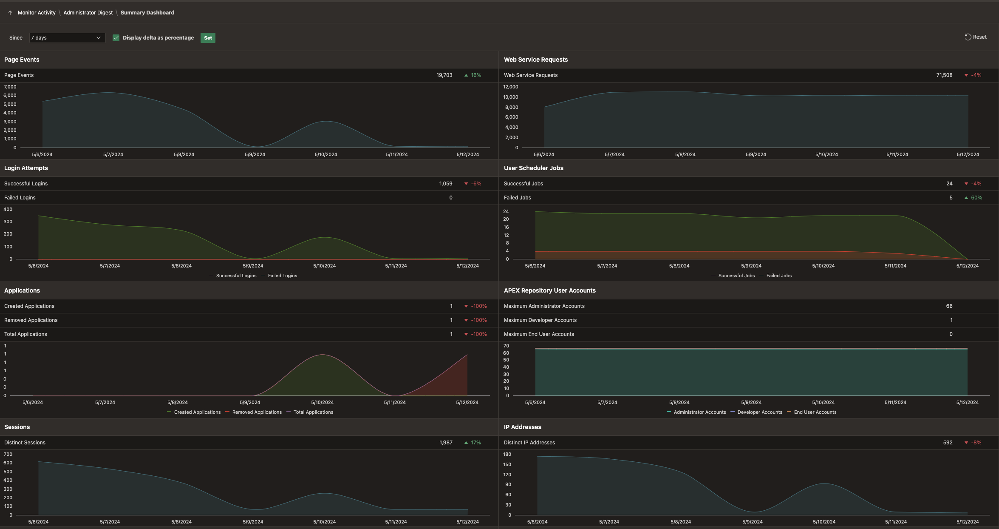 Monitor Activity \ Administrator Digest \ Summary Dashboard
Since 7 days Display delta as percentage Set Reset
Page Events
Page Events 19,703 16%
7,000
6,000
5,000
4,000
3,000
2,000
1,000
0
5/6/2024 5/7/2024 5/8/2024 5/9/2024 5/10/2024 5/11/2024 5/12/2024
Web Service Requests
Web Service Requests 71,508 -4%
12,000
10,000
8,000
6,000
4,000
2,000
0
5/6/2024 5/7/2024 5/8/2024 5/9/2024 5/10/2024 5/11/2024 5/12/2024
Login Attempts
Successful Logins 1,059 -6%
Failed Logins 0
400
300
200
100
0
5/6/2024 5/7/2024 5/8/2024 5/9/2024 5/10/2024 5/11/2024 5/12/2024
Successful Logins Failed Logins
User Scheduler Jobs
Successful Jobs 24 -4%
Failed Jobs 5 60%
24
20
16
12
8
4
0
5/6/2024 5/7/2024 5/8/2024 5/9/2024 5/10/2024 5/11/2024 5/12/2024
Successful Jobs Failed Jobs
Applications
Created Applications 1 -100%
Removed Applications 1 -100%
Total Applications 1 -100%
1
1
1
1
0
0
0
5/6/2024 5/7/2024 5/8/2024 5/9/2024 5/10/2024 5/11/2024 5/12/2024
Created Applications Removed Applications Total Applications
APEX Repository User Accounts
Maximum Administrator Accounts 66
Maximum Developer Accounts 1
Maximum End User Accounts 0
70
60
50
40
30
20
10
0
5/6/2024 5/7/2024 5/8/2024 5/9/2024 5/10/2024 5/11/2024 5/12/2024
Administrator Accounts Developer Accounts End User Accounts
Sessions
Distinct Sessions 1,987 17%
700
600
500
400
300
200
100
0
5/6/2024 5/7/2024 5/8/2024 5/9/2024 5/10/2024 5/11/2024 5/12/2024
IP Addresses
Distinct IP Addresses 592 -8%
180
150
120
90
60
30
0
5/6/2024 5/7/2024 5/8/2024 5/9/2024 5/10/2024 5/11/2024 5/12/2024